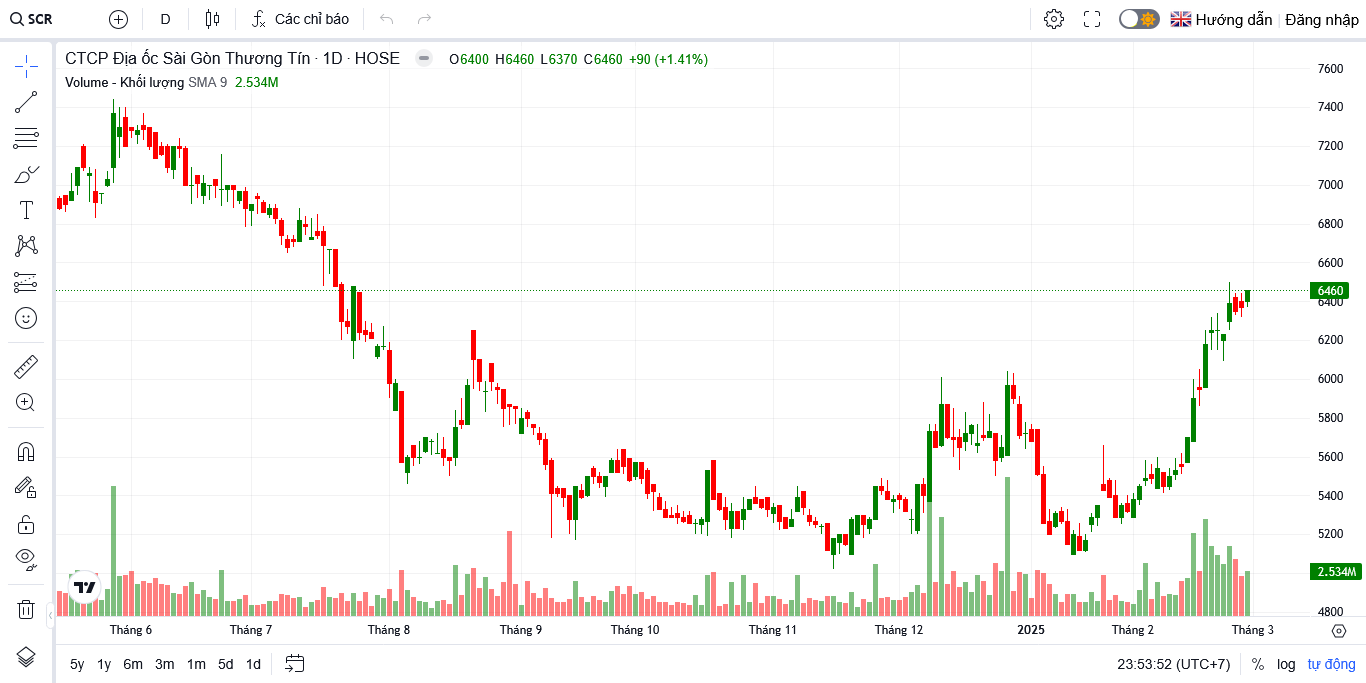 SCR D Các chỉ báo Hướng dẫn Đăng nhập
CTCP Địa ốc Sài Gòn Thương Tín · 1D · HOSE O6400 H6460 L6370 C6460 +90 (+1.41%)
Volume - Khối lượng SMA 9 2.534M
7600
7400
7200
7000
6800
6600
6460
6400
6200
6000
5800
5600
5400
5200
2.534M
4800
Tháng 6 Tháng 7 Tháng 8 Tháng 9 Tháng 10 Tháng 11 Tháng 12 2025 Tháng 2 Tháng 3
5y 1y 6m 3m 1m 5d 1d 23:53:52 (UTC+7) % log tự động